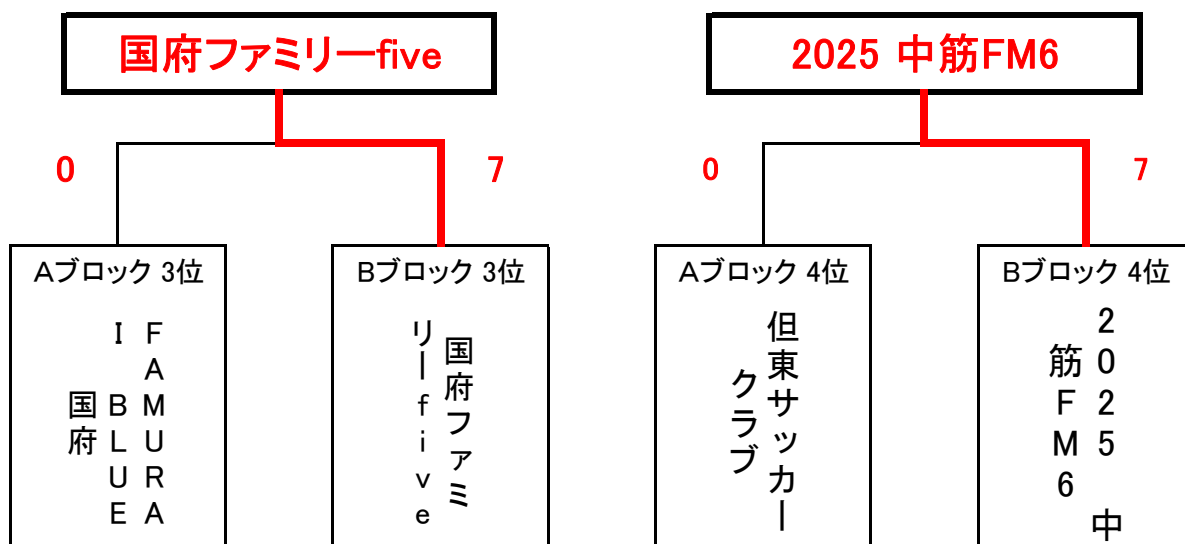 国府ファミリーfive
2025 中筋FM6
0
7
0
7
Aブロック 3位
Bブロック 3位
Aブロック 4位
Bブロック 4位
FAMURA
I BLUE
国府
国府ファミ
リーfive
但東サッカー
クラブ
2025 中
筋FM6